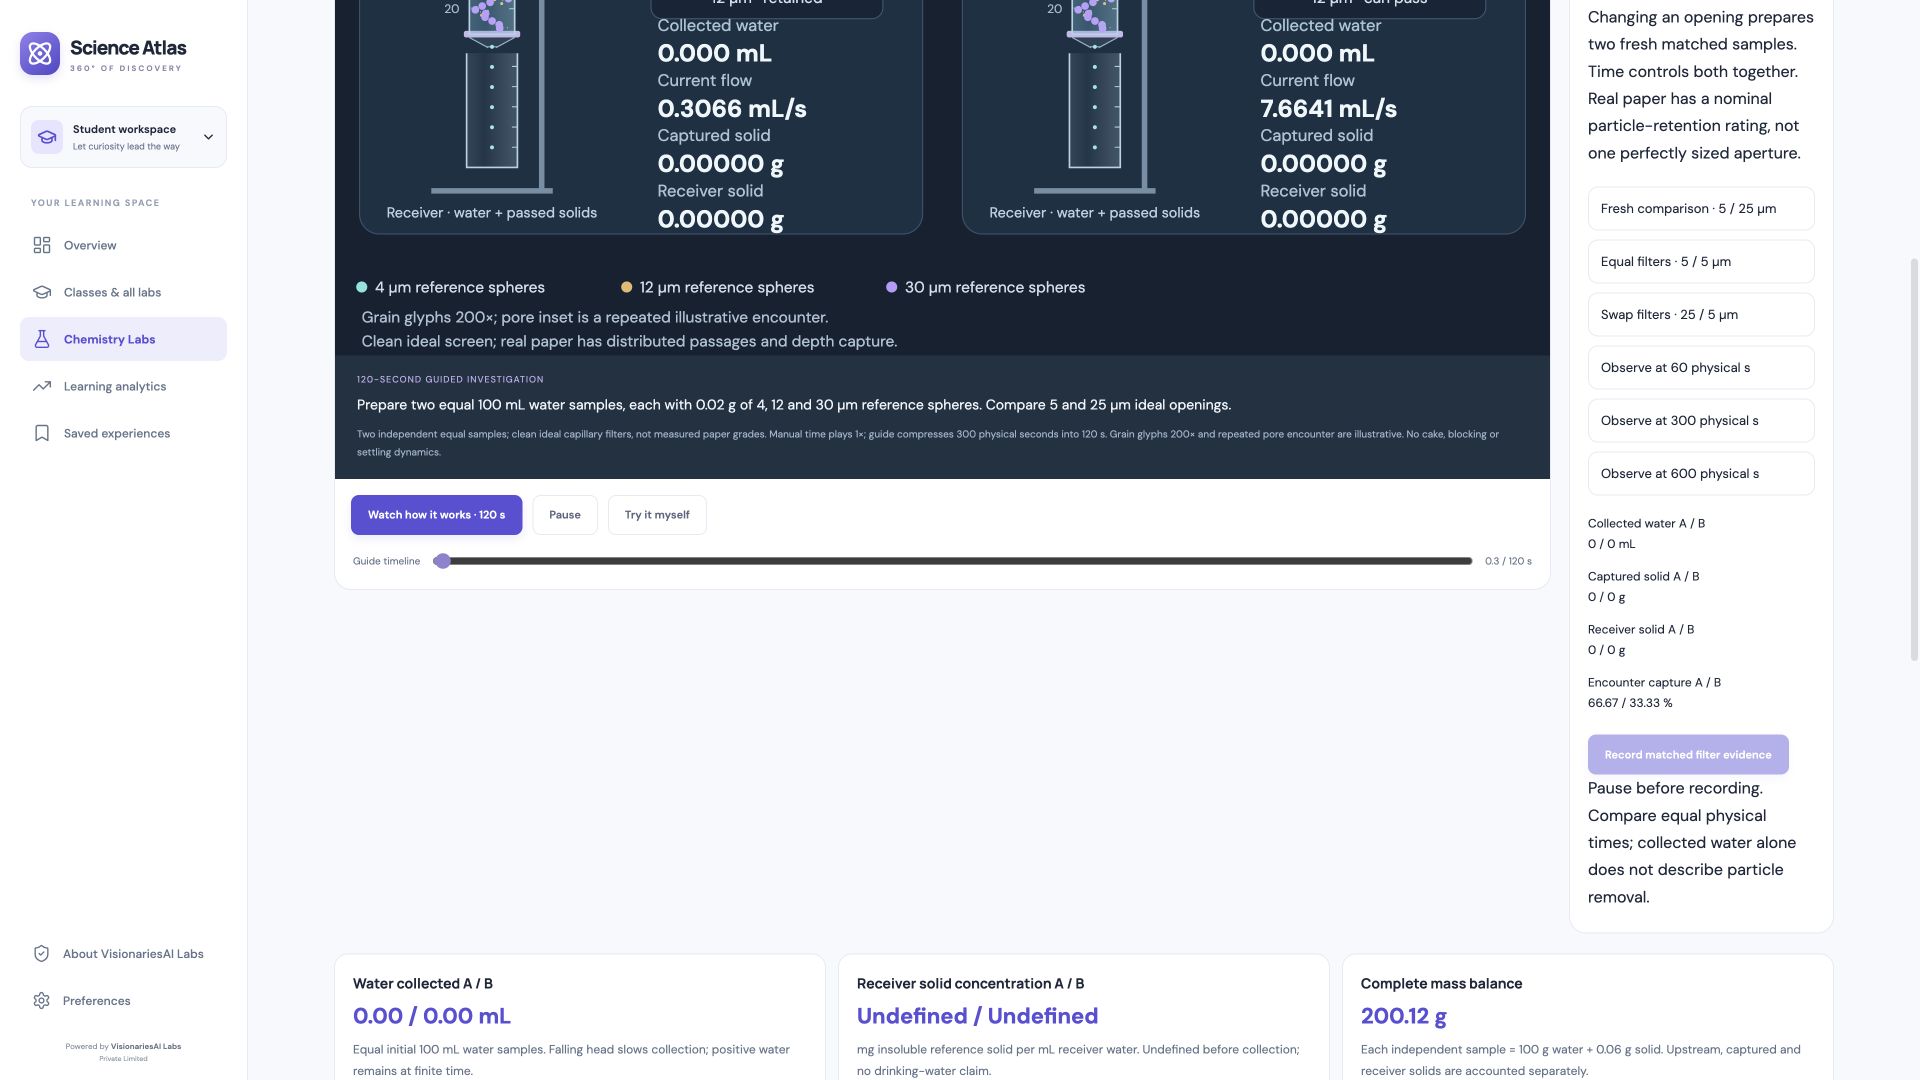 Science Atlas
360° OF DISCOVERY
Student workspace
Let curiosity lead the way
YOUR LEARNING SPACE
Overview
Classes & all labs
Chemistry Labs
Learning analytics
Saved experiences
About VisionariesAI Labs
Preferences
Powered by VisionariesAI Labs
Private Limited
20
12 µm · retained
Collected water
0.000 mL
Current flow
0.3066 mL/s
Captured solid
0.00000 g
Receiver solid
0.00000 g
Receiver · water + passed solids
20
12 µm · can pass
Collected water
0.000 mL
Current flow
7.6641 mL/s
Captured solid
0.00000 g
Receiver solid
0.00000 g
Receiver · water + passed solids
4 µm reference spheres
12 µm reference spheres
30 µm reference spheres
Grain glyphs 200×; pore inset is a repeated illustrative encounter.
Clean ideal screen; real paper has distributed passages and depth capture.
120-SECOND GUIDED INVESTIGATION
Prepare two equal 100 mL water samples, each with 0.02 g of 4, 12 and 30 µm reference spheres. Compare 5 and 25 µm ideal openings.
Two independent equal samples; clean ideal capillary filters, not measured paper grades. Manual time plays 1×; guide compresses 300 physical seconds into 120 s. Grain glyphs 200× and repeated pore encounter are illustrative. No cake, blocking or
settling dynamics.
Watch how it works · 120 s
Pause
Try it myself
Guide timeline
0.3 / 120 s
Changing an opening prepares
two fresh matched samples.
Time controls both together.
Real paper has a nominal
particle-retention rating, not
one perfectly sized aperture.
Fresh comparison · 5 / 25 µm
Equal filters · 5 / 5 µm
Swap filters · 25 / 5 µm
Observe at 60 physical s
Observe at 300 physical s
Observe at 600 physical s
Collected water A / B
0 / 0 mL
Captured solid A / B
0 / 0 g
Receiver solid A / B
0 / 0 g
Encounter capture A / B
66.67 / 33.33 %
Record matched filter evidence
Pause before recording.
Compare equal physical
times; collected water alone
does not describe particle
removal.
Water collected A / B
0.00 / 0.00 mL
Equal initial 100 mL water samples. Falling head slows collection; positive water
remains at finite time.
Receiver solid concentration A / B
Undefined / Undefined
mg insoluble reference solid per mL receiver water. Undefined before collection;
no drinking-water claim.
Complete mass balance
200.12 g
Each independent sample = 100 g water + 0.06 g solid. Upstream, captured and
receiver solids are accounted separately.